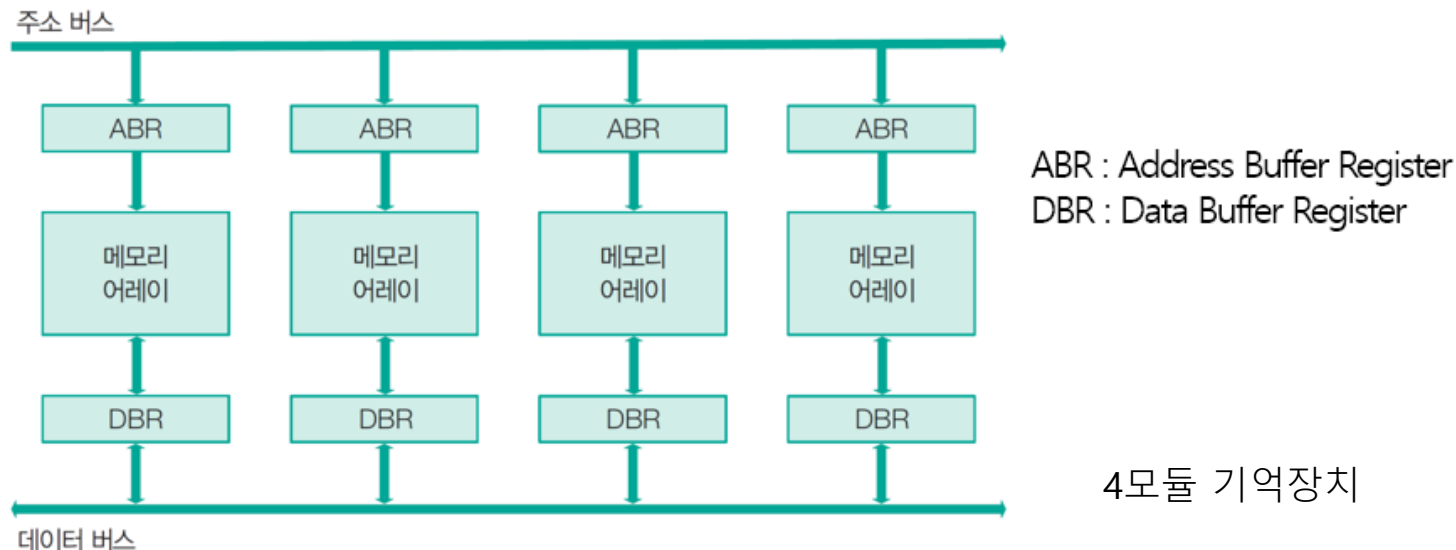 주소 버스
ABR
ABR
ABR
ABR
ABR : Address Buffer Register
DBR : Data Buffer Register
메모리
어레이
메모리
어레이
메모리
어레이
메모리
어레이
DBR
DBR
DBR
DBR
4모듈 기억장치
데이터 버스